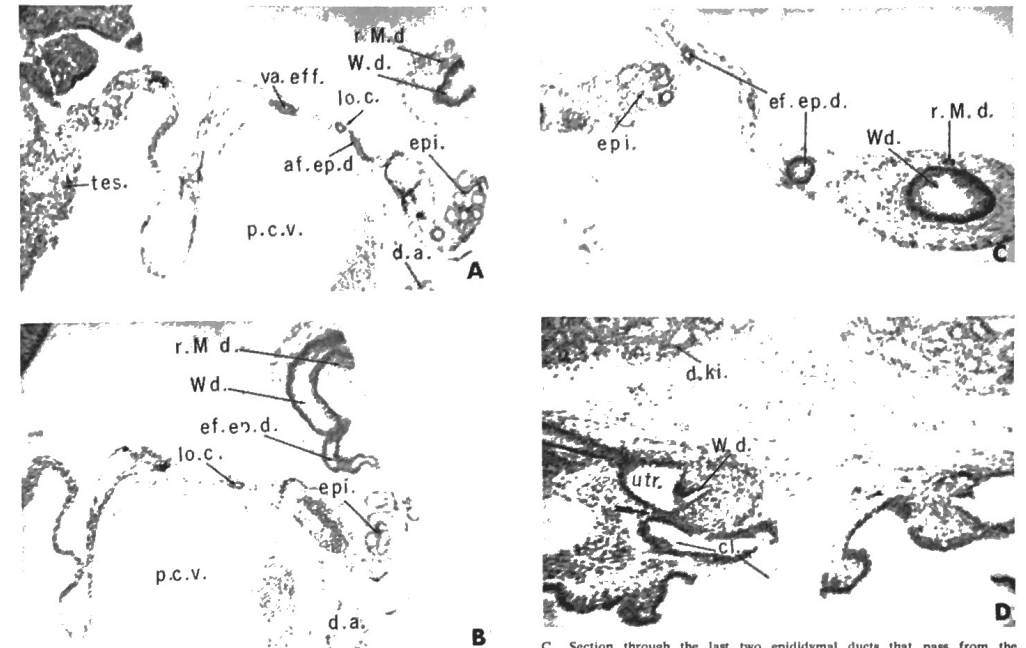 r. M. d
W. d.
va. eff.
lo. c.
af. ep. d
epi.
tes.
p.c.v.
d.a.
A
ef. ep. d.
epi.
r. M. d.
Wd.
C
r. M d.
Wd.
ef. ep. d.
lo.c.
epi.
p.c.v.
d.a.
B
d.ki.
W. d.
utr.
cl.
D
C Section through the last two epididymal ducts that pass from the